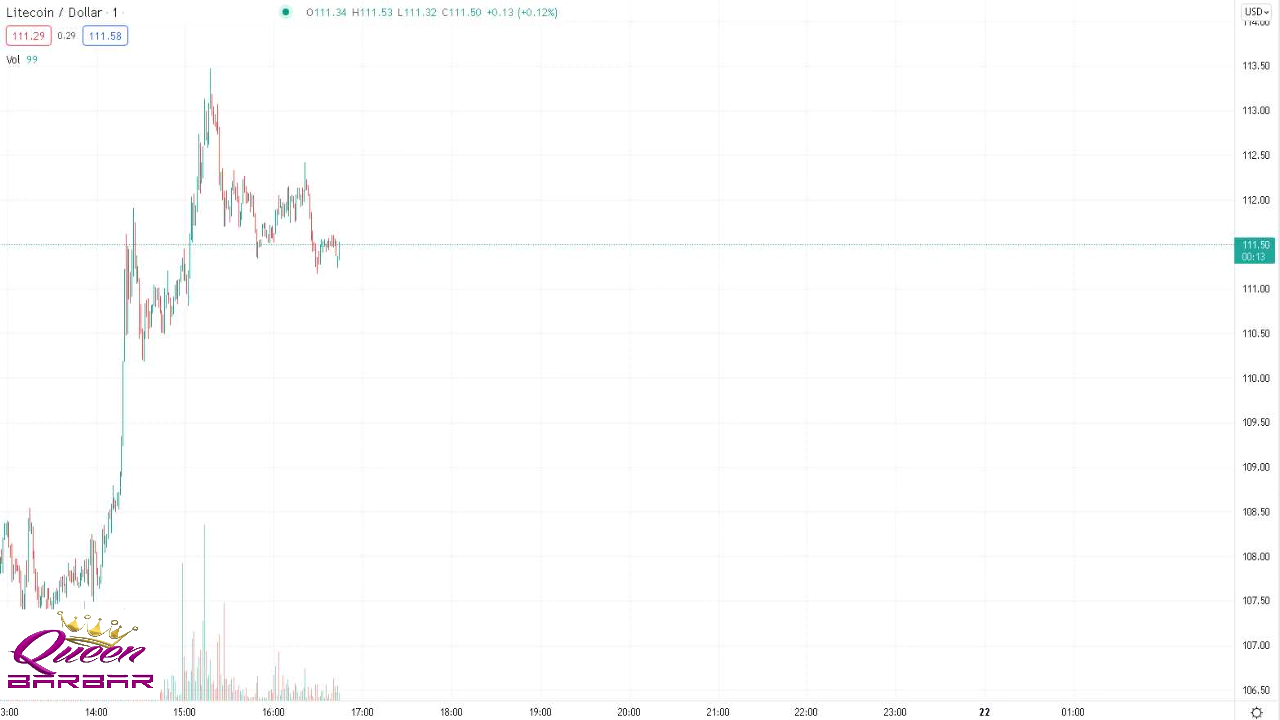 Litecoin / Dollar · 1 ·
O111.34 H111.53 L111.32 C111.50 +0.13 (+0.12%)
USD
111.29 0.29 111.58
Vol 99
114.00
113.50
113.00
112.50
112.00
111.50
00:13
111.00
110.50
110.00
109.50
109.00
108.50
108.00
107.50
107.00
106.50
Queen
BARBAR
3:00 14:00 15:00 16:00 17:00 18:00 19:00 20:00 21:00 22:00 23:00 22 01:00